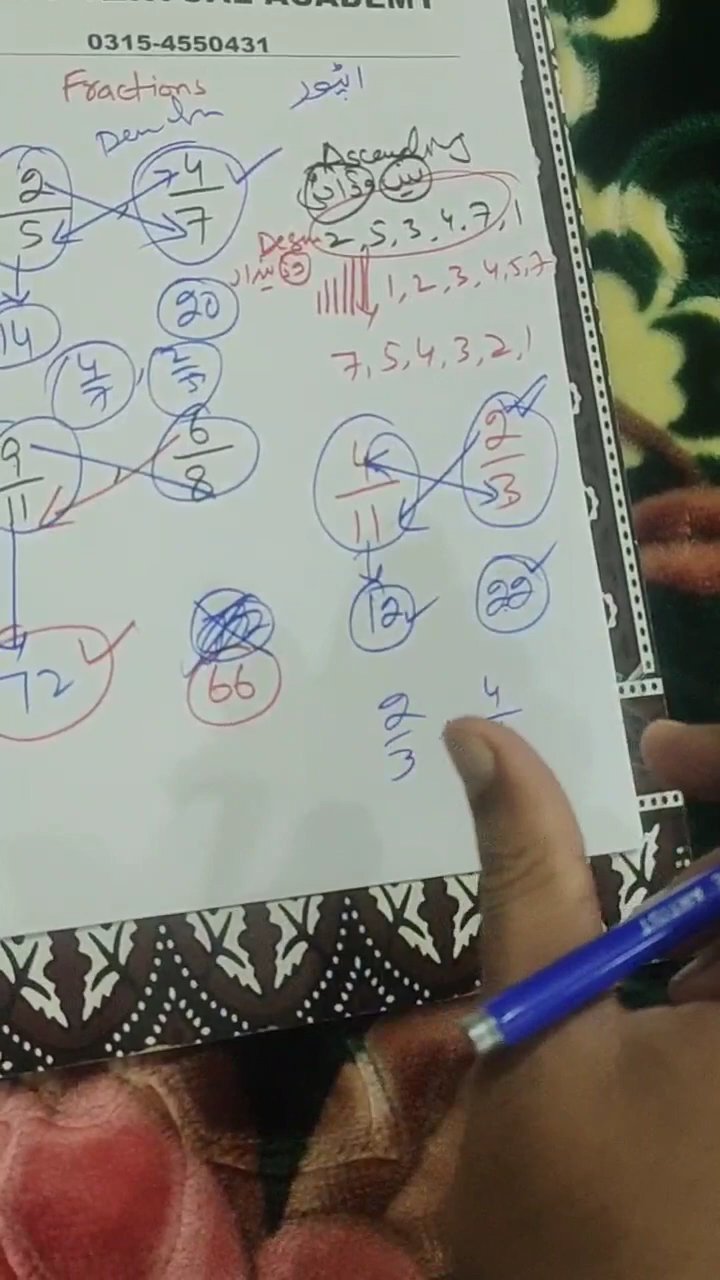 ACADEMY
0315-4550431
Fractions
Ascending
2/5 4/7
2, 5, 3, 4, 7, 1
1, 2, 3, 4, 5, 7
14 20
7, 5, 4, 3, 2, 1
4/7, 2/5
9/11 6/8
4/11 2/3
12 22
72 66
2/3 4
ARTIST